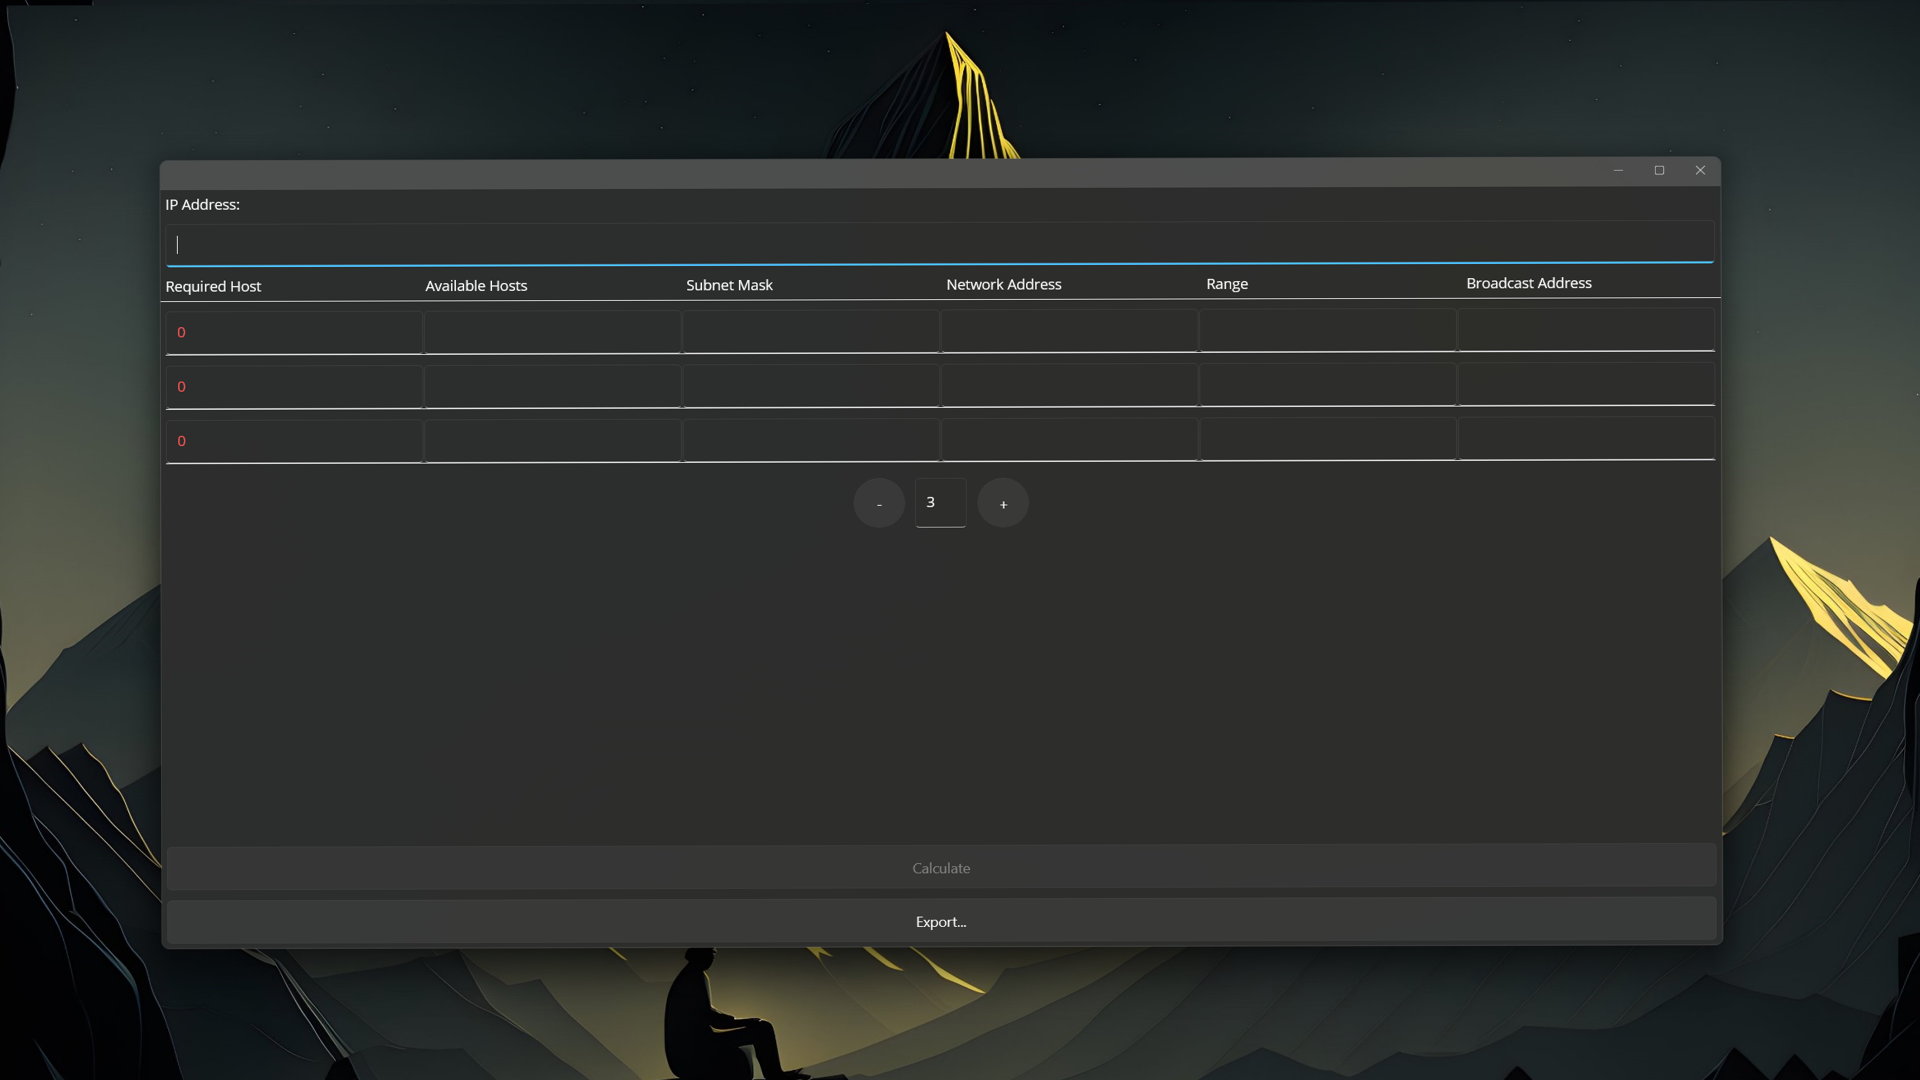 IP Address:
Required Host Available Hosts Subnet Mask Network Address Range Broadcast Address
0
0
0
- 3 +
Calculate
Export...